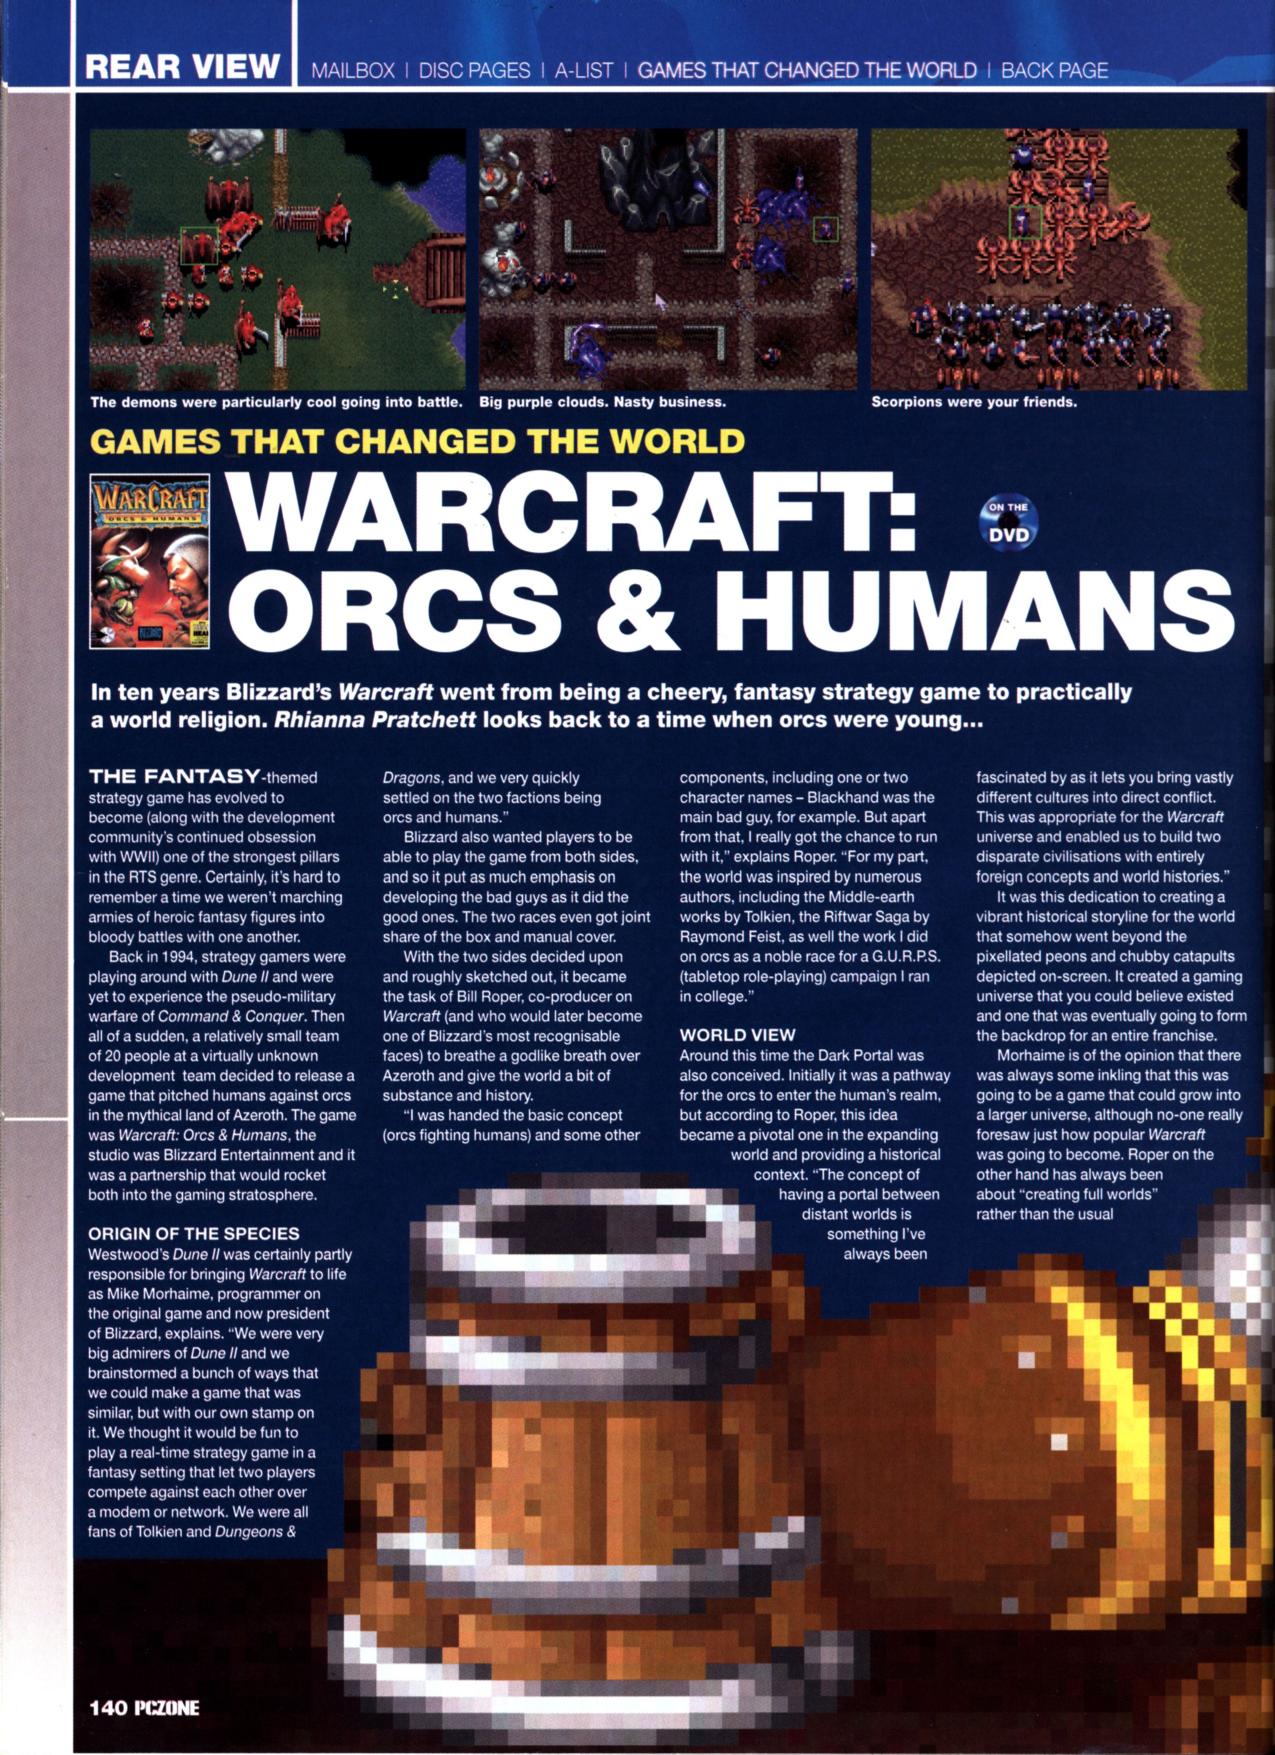 REAR VIEW
MAILBOX | DISC PAGES | A-LIST | GAMES THAT CHANGED THE WORLD | BACK PAGE
The demons were particularly cool going into battle.
Big purple clouds. Nasty business.
Scorpions were your friends.
GAMES THAT CHANGED THE WORLD
WARCRAFT
ORCS & HUMANS
WARCRAFT:
ORCS & HUMANS
ON THE
DVD
In ten years Blizzard's Warcraft went from being a cheery, fantasy strategy game to practically
a world religion. Rhianna Pratchett looks back to a time when orcs were young...
THE FANTASY-themed
strategy game has evolved to
become (along with the development
community's continued obsession
with WWII) one of the strongest pillars
in the RTS genre. Certainly, it's hard to
remember a time we weren't marching
armies of heroic fantasy figures into
bloody battles with one another.
Back in 1994, strategy gamers were
playing around with Dune II and were
yet to experience the pseudo-military
warfare of Command & Conquer. Then
all of a sudden, a relatively small team
of 20 people at a virtually unknown
development team decided to release a
game that pitched humans against orcs
in the mythical land of Azeroth. The game
was Warcraft: Orcs & Humans, the
studio was Blizzard Entertainment and it
was a partnership that would rocket
both into the gaming stratosphere.
ORIGIN OF THE SPECIES
Westwood's Dune II was certainly partly
responsible for bringing Warcraft to life
as Mike Morhaime, programmer on
the original game and now president
of Blizzard, explains. "We were very
big admirers of Dune II and we
brainstormed a bunch of ways that
we could make a game that was
similar, but with our own stamp on
it. We thought it would be fun to
play a real-time strategy game in a
fantasy setting that let two players
compete against each other over
a modem or network. We were all
fans of Tolkien and Dungeons &
Dragons, and we very quickly
settled on the two factions being
orcs and humans."
Blizzard also wanted players to be
able to play the game from both sides,
and so it put as much emphasis on
developing the bad guys as it did the
good ones. The two races even got joint
share of the box and manual cover.
With the two sides decided upon
and roughly sketched out, it became
the task of Bill Roper, co-producer on
Warcraft (and who would later become
one of Blizzard's most recognisable
faces) to breathe a godlike breath over
Azeroth and give the world a bit of
substance and history.
"I was handed the basic concept
(orcs fighting humans) and some other
components, including one or two
character names – Blackhand was the
main bad guy, for example. But apart
from that, I really got the chance to run
with it," explains Roper. "For my part,
the world was inspired by numerous
authors, including the Middle-earth
works by Tolkien, the Riftwar Saga by
Raymond Feist, as well the work I did
on orcs as a noble race for a G.U.R.P.S.
(tabletop role-playing) campaign I ran
in college."
WORLD VIEW
Around this time the Dark Portal was
also conceived. Initially it was a pathway
for the orcs to enter the human's realm,
but according to Roper, this idea
became a pivotal one in the expanding
world and providing a historical
context. "The concept of
having a portal between
distant worlds is
something I've
always been
fascinated by as it lets you bring vastly
different cultures into direct conflict.
This was appropriate for the Warcraft
universe and enabled us to build two
disparate civilisations with entirely
foreign concepts and world histories."
It was this dedication to creating a
vibrant historical storyline for the world
that somehow went beyond the
pixellated peons and chubby catapults
depicted on-screen. It created a gaming
universe that you could believe existed
and one that was eventually going to form
the backdrop for an entire franchise.
Morhaime is of the opinion that there
was always some inkling that this was
going to be a game that could grow into
a larger universe, although no-one really
foresaw just how popular Warcraft
was going to become. Roper on the
other hand has always been
about "creating full worlds"
rather than the usual
140 PCZONE